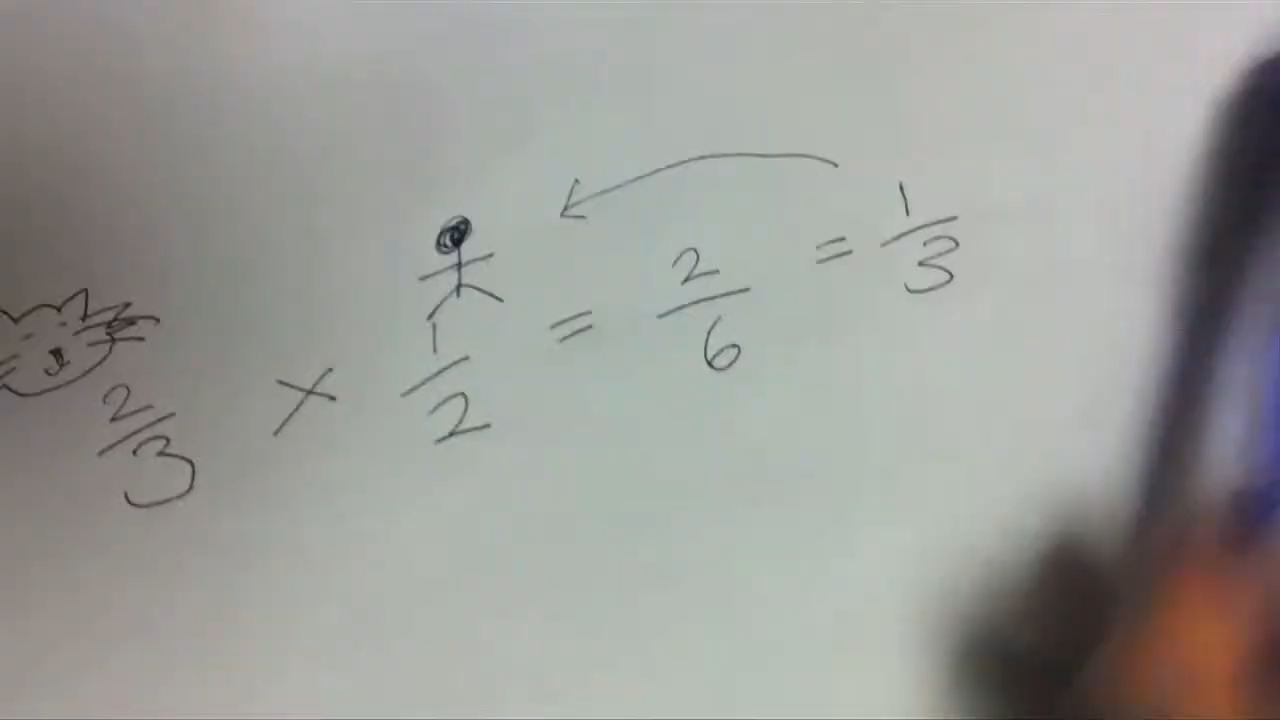 2/3 × 1/2 = 2/6 = 1/3